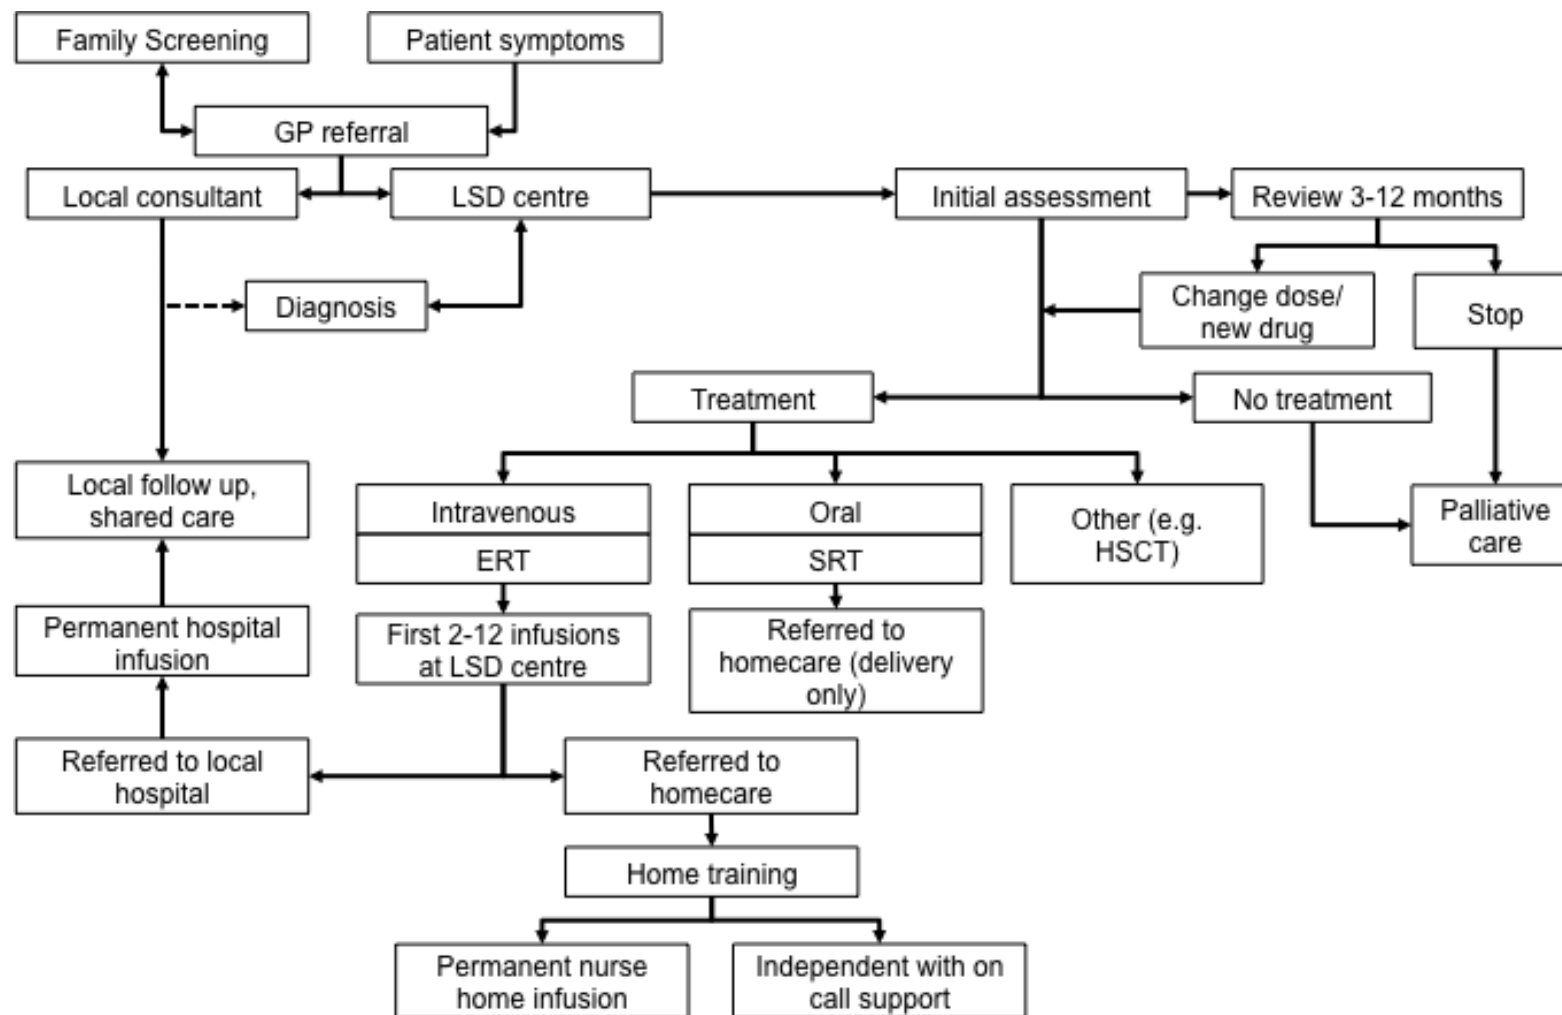 Family Screening
Patient symptoms
GP referral
Local consultant
LSD centre
Initial assessment
Review 3-12 months
Diagnosis
Change dose/
new drug
Stop
Treatment
No treatment
Local follow up,
shared care
Intravenous
ERT
Oral
SRT
Other (e.g.
HSCT)
Palliative
care
Permanent hospital
infusion
First 2-12 infusions
at LSD centre
Referred to
homecare (delivery
only)
Referred to local
hospital
Referred to
homecare
Home training
Permanent nurse
home infusion
Independent with on
call support